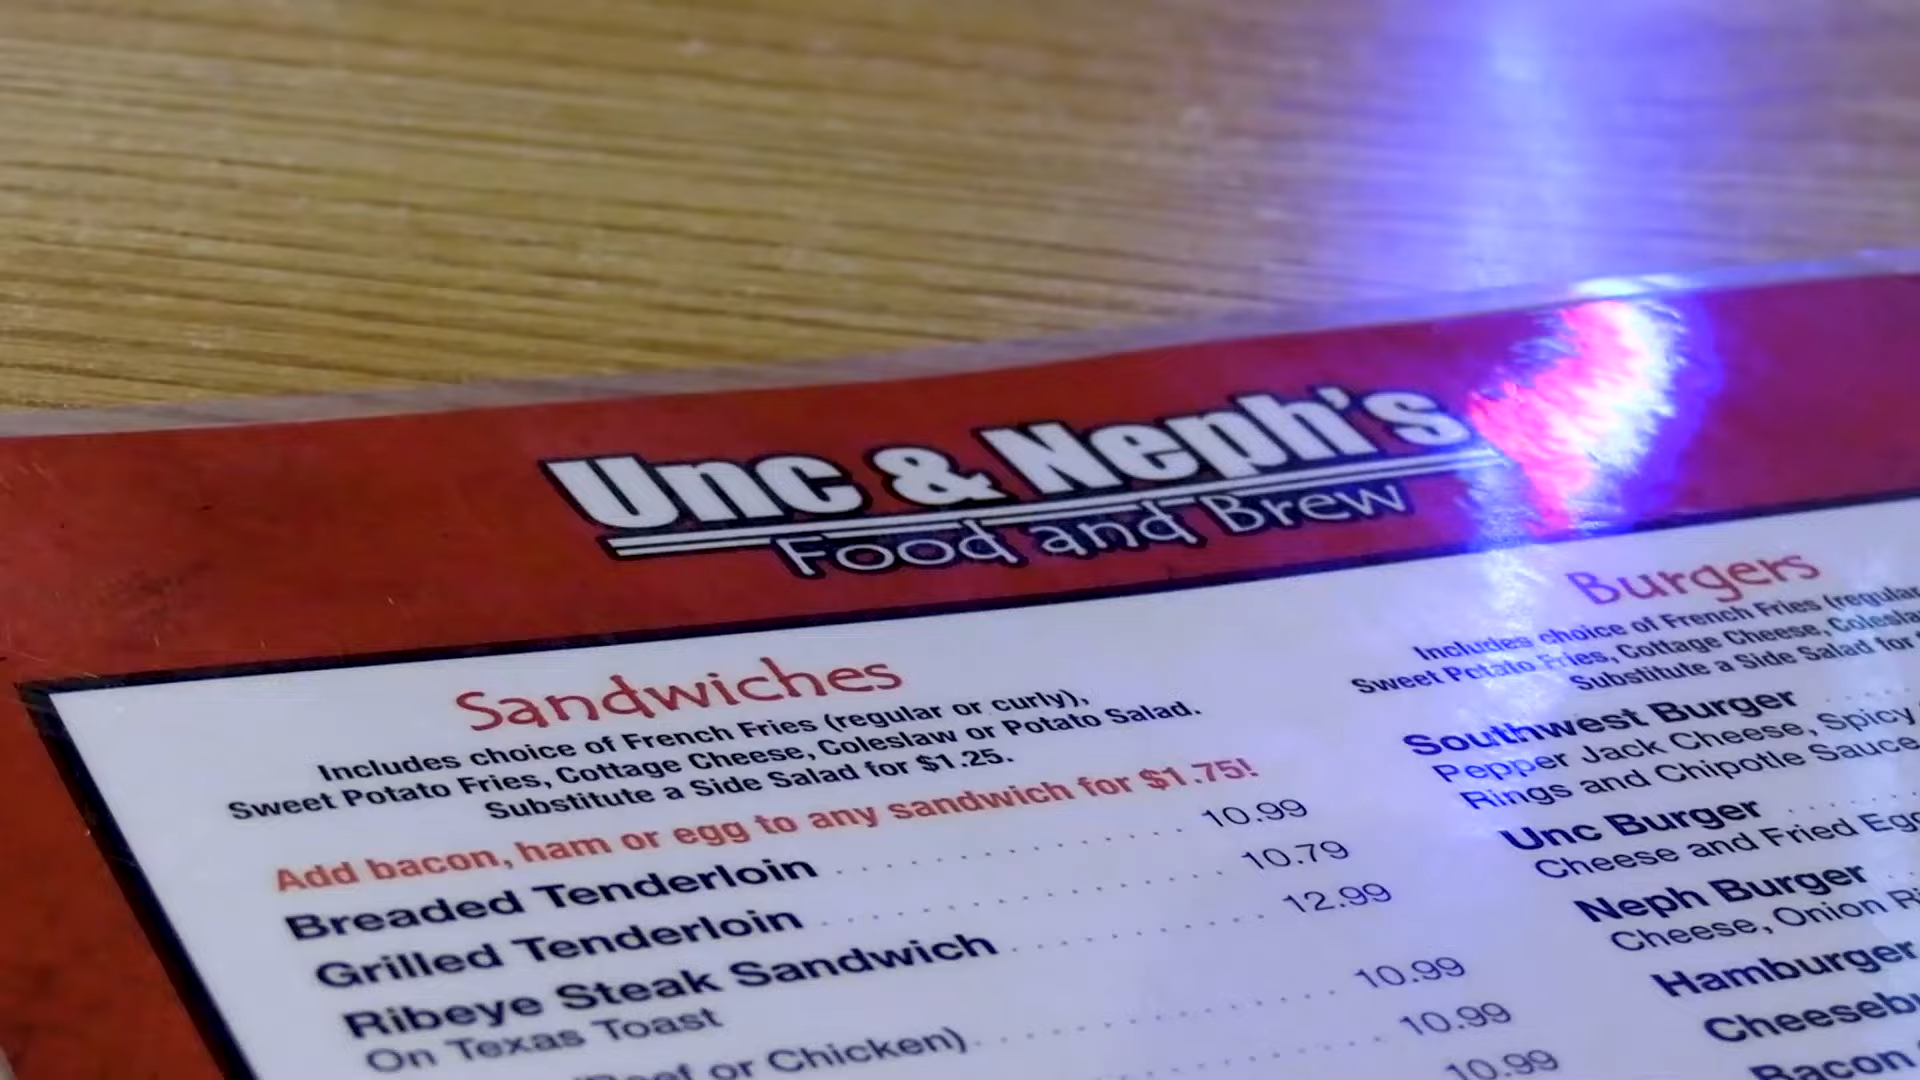 Unc & Neph's
Food and Brew
Sandwiches
Includes choice of French Fries (regular or curly),
Sweet Potato Fries, Cottage Cheese, Coleslaw or Potato Salad.
Substitute a Side Salad for $1.25.
Add bacon, ham or egg to any sandwich for $1.75!
Breaded Tenderloin . . . . . . . . . . . . . . . . 10.99
Grilled Tenderloin . . . . . . . . . . . . . . . . . . 10.79
Ribeye Steak Sandwich . . . . . . . . . . . . 12.99
On Texas Toast
or Chicken) . . . . . . . . . . . . . . . . 10.99
10.99
10.99
Burgers
Includes choice of French Fries (regular
Sweet Potato Fries, Cottage Cheese,
Substitute a Side Salad for
Southwest Burger
Pepper Jack Cheese, Spicy
Rings and Chipotle Sauce
Unc Burger
Cheese and Fried
Neph Burger
Cheese, Onion
Hamburger
Bacon